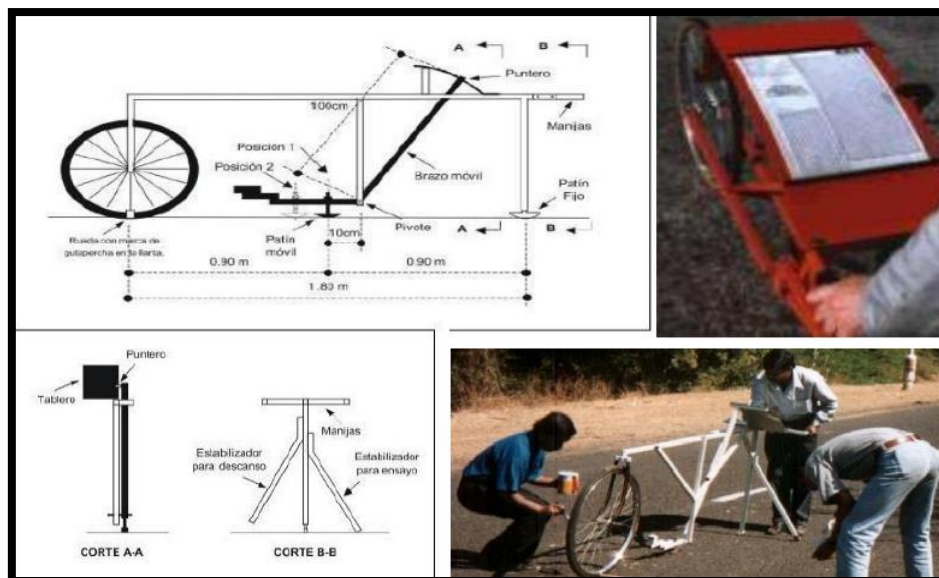 A
B
Puntero
100cm
Manijas
Posición 1
Posición 2
Brazo móvil
Patín
Fijo
Rueda con marca de
gutapercha en la llanta.
Patín
móvil
10cm
Pivote
A
B
0.90 m
0.90 m
1.80 m
Puntero
Tablero
Manijas
Estabilizador
para descanso
Estabilizador
para ensayo
CORTE A-A
CORTE B-B